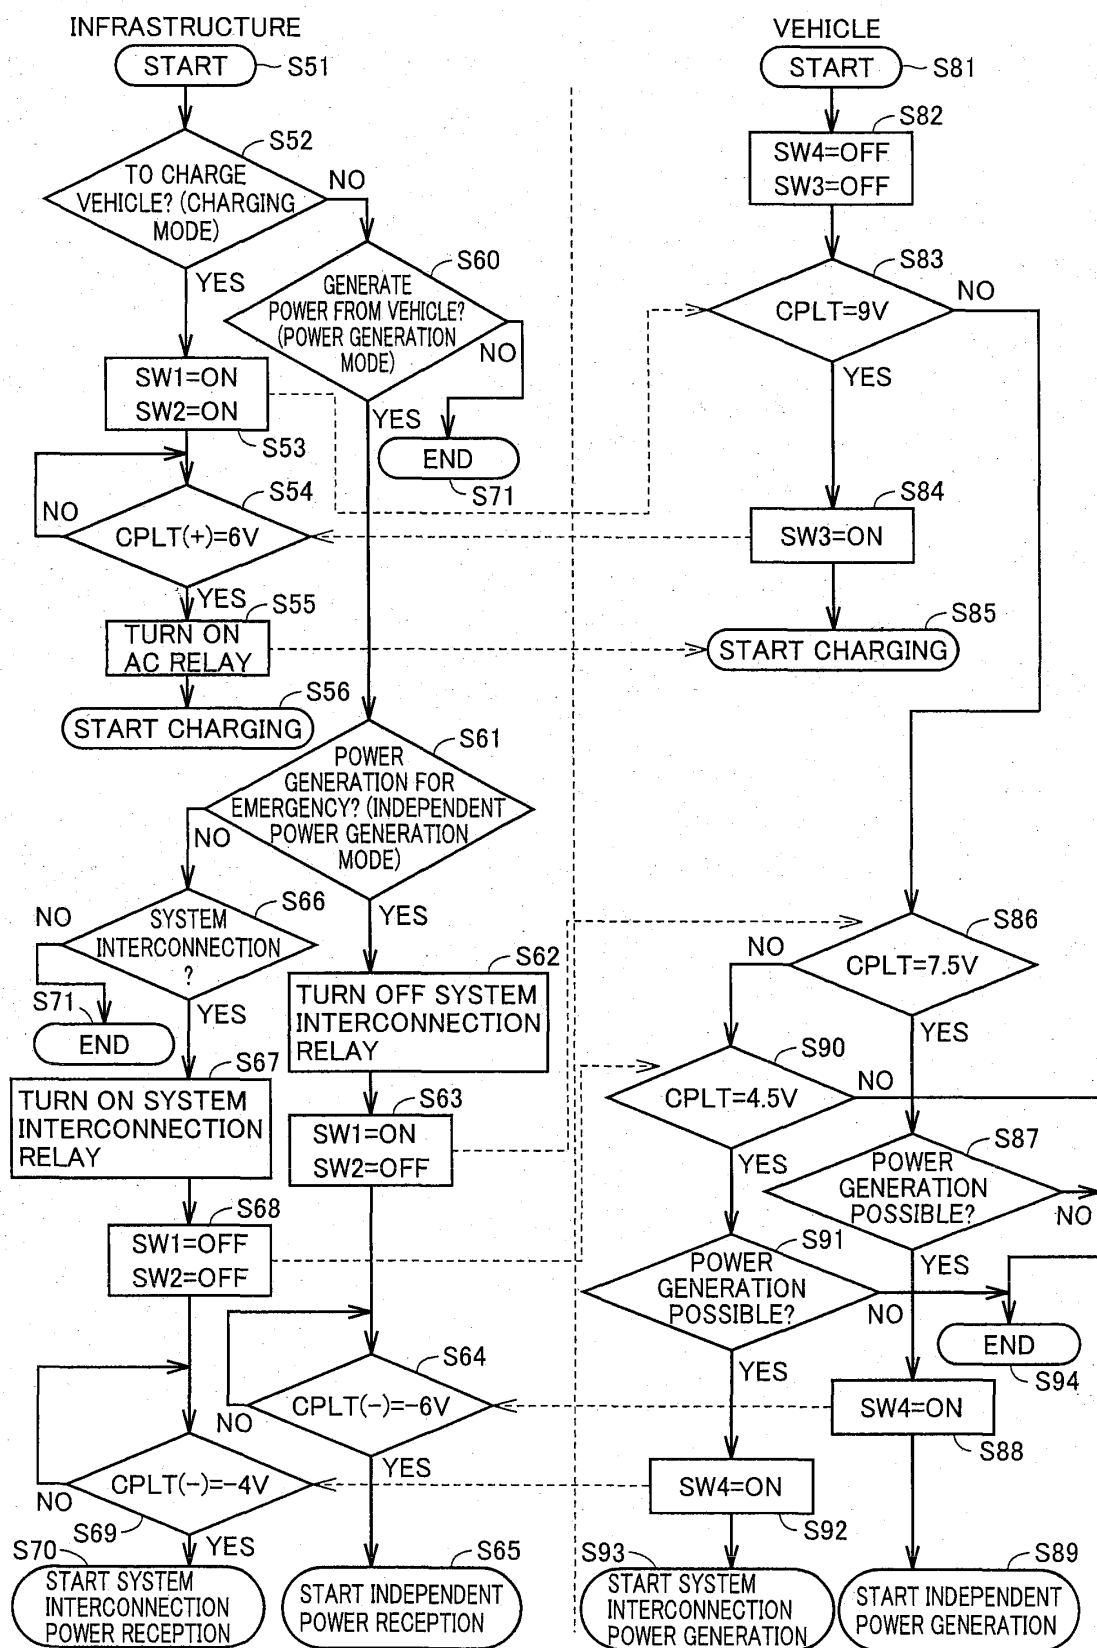 INFRASTRUCTURE
START
S51
S52
TO CHARGE
VEHICLE? (CHARGING
MODE)
NO
YES
S60
GENERATE
POWER FROM VEHICLE?
(POWER GENERATION
MODE)
NO
YES
SW1=ON
SW2=ON
S53
END
S71
S54
NO
CPLT(+)=6V
YES
S55
TURN ON
AC RELAY
S56
START CHARGING
S61
POWER
GENERATION FOR
EMERGENCY? (INDEPENDENT
POWER GENERATION
MODE)
NO
YES
S66
NO
SYSTEM
INTERCONNECTION
?
S71
END
YES
S62
TURN OFF SYSTEM
INTERCONNECTION
RELAY
S67
TURN ON SYSTEM
INTERCONNECTION
RELAY
S63
SW1=ON
SW2=OFF
S68
SW1=OFF
SW2=OFF
S64
CPLT(−)=−6V
NO
YES
CPLT(−)=−4V
NO
S69
YES
S70
START SYSTEM
INTERCONNECTION
POWER RECEPTION
S65
START INDEPENDENT
POWER RECEPTION
VEHICLE
START
S81
S82
SW4=OFF
SW3=OFF
S83
NO
CPLT=9V
YES
S84
SW3=ON
S85
START CHARGING
S86
NO
CPLT=7.5V
YES
S90
CPLT=4.5V
NO
YES
S87
POWER
GENERATION
POSSIBLE?
NO
YES
S91
POWER
GENERATION
POSSIBLE?
NO
YES
END
S94
SW4=ON
S88
SW4=ON
S92
S93
START SYSTEM
INTERCONNECTION
POWER GENERATION
S89
START INDEPENDENT
POWER GENERATION